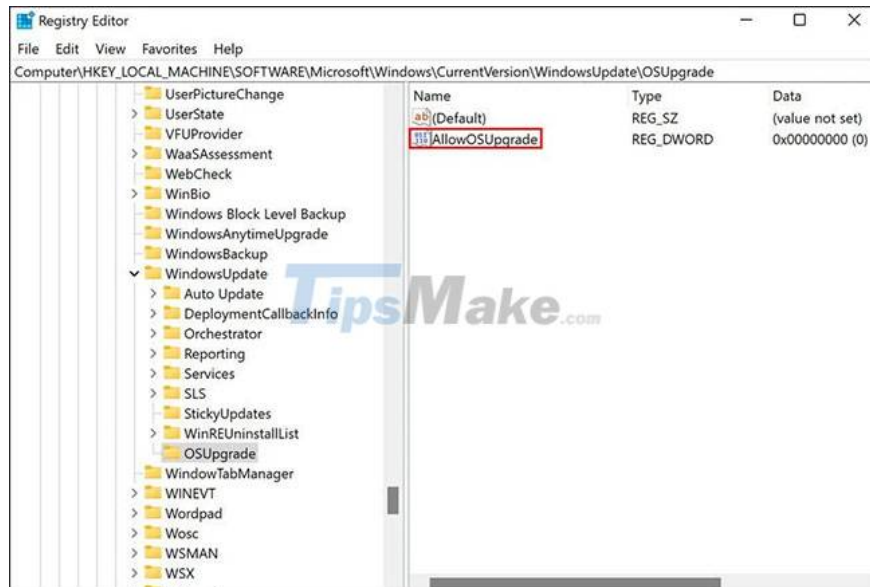 Registry Editor
File Edit View Favorites Help
Computer\HKEY_LOCAL_MACHINE\SOFTWARE\Microsoft\Windows\CurrentVersion\WindowsUpdate\OSUpgrade
UserPictureChange
UserState
VFUProvider
WaaSAssessment
WebCheck
WinBio
Windows Block Level Backup
WindowsAnytimeUpgrade
WindowsBackup
WindowsUpdate
Auto Update
DeploymentCallbackInfo
Orchestrator
Reporting
Services
SLS
StickyUpdates
WinREUninstallList
OSUpgrade
WindowTabManager
WINEVT
Wordpad
Wosc
WSMAN
WSX
Name Type Data
(Default) REG_SZ (value not set)
AllowOSUpgrade REG_DWORD 0x00000000 (0)
TipsMake.com